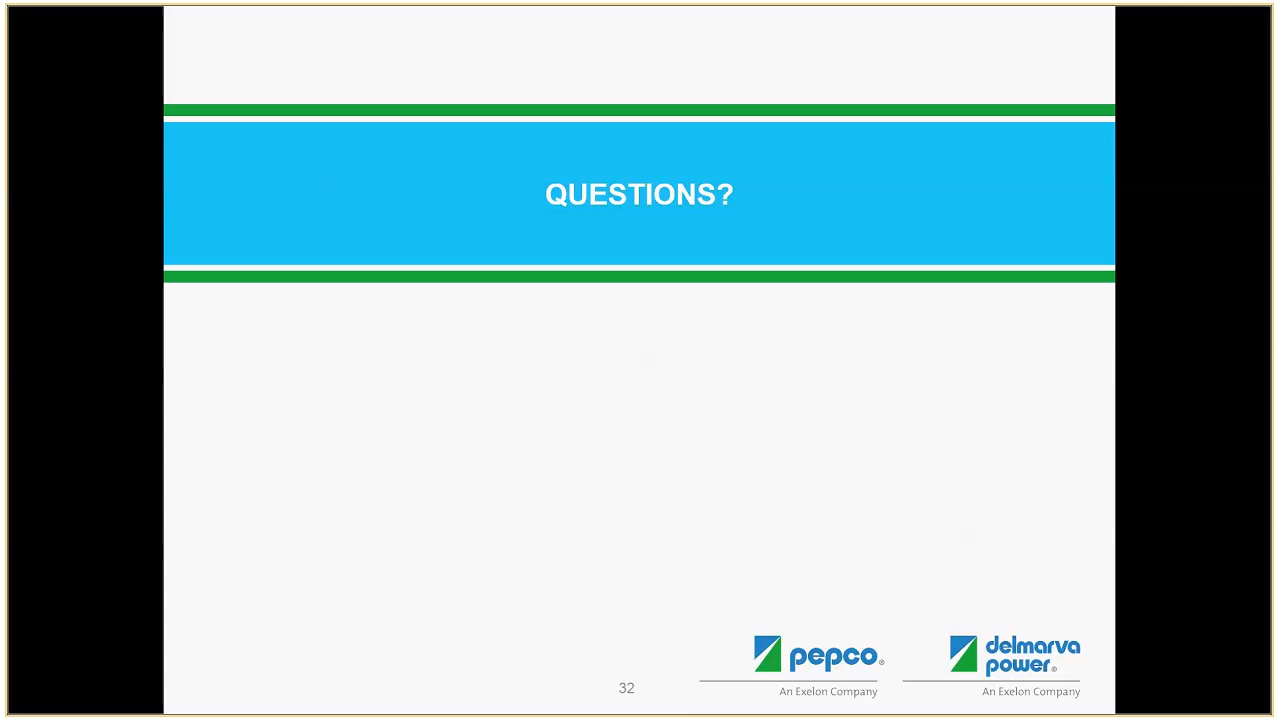 QUESTIONS?
pepco®
An Exelon Company
delmarva
power®
An Exelon Company
32